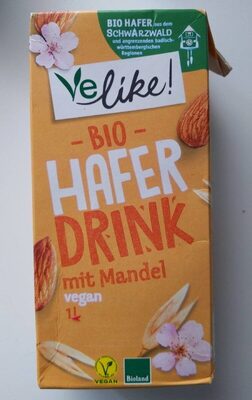 BIO HAFER aus dem
SCHWARZWALD
und angrenzenden badisch-
württembergischen
Regionen
Velike!
- BIO -
HAFER
DRINK
mit Mandel
vegan
1L
V
VEGAN
Bioland